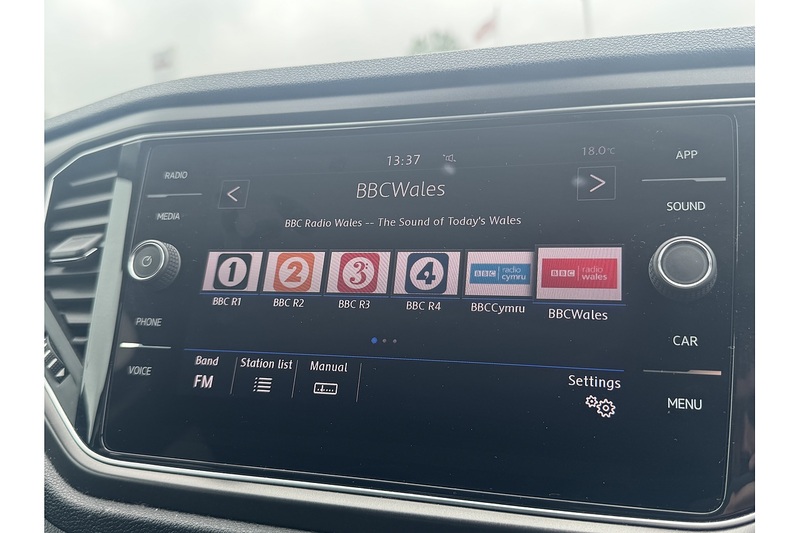 13:37
18.0°C
RADIO
APP
<
BBCWales
>
MEDIA
SOUND
BBC Radio Wales -- The Sound of Today's Wales
1
2
3
4
BBC radio cymru
BBC radio wales
BBC R1
BBC R2
BBC R3
BBC R4
BBCCymru
BBCWales
PHONE
CAR
VOICE
Band
Station list
Manual
Settings
FM
MENU